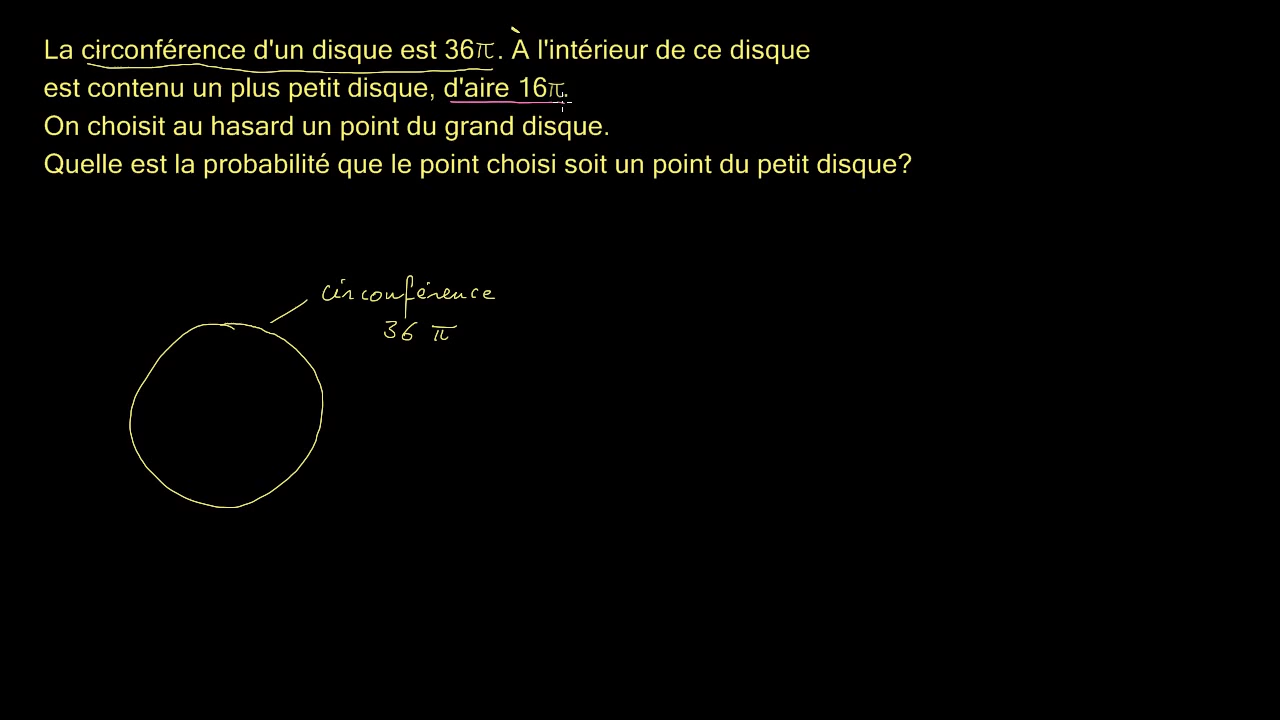 La circonférence d'un disque est 36π. À l'intérieur de ce disque
est contenu un plus petit disque, d'aire 16π.
On choisit au hasard un point du grand disque.
Quelle est la probabilité que le point choisi soit un point du petit disque?
circonférence
36 π